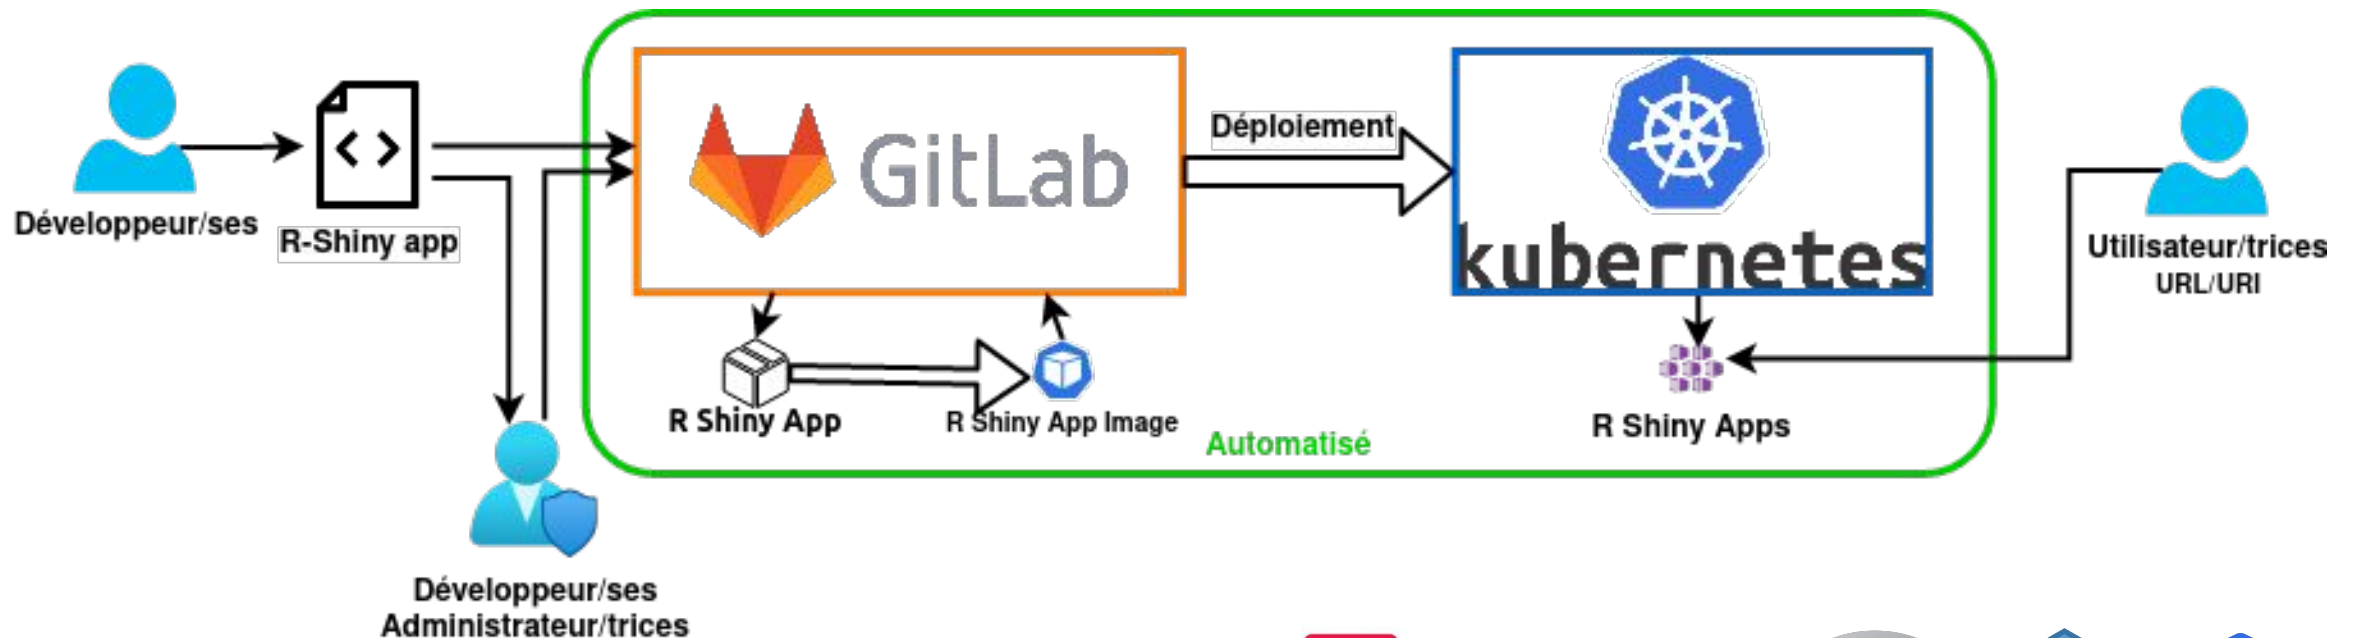 Développeur/ses
R-Shiny app
GitLab
Déploiement
kubernetes
Utilisateur/trices
URL/URI
R Shiny App
R Shiny App Image
Automatisé
R Shiny Apps
Développeur/ses
Administrateur/trices